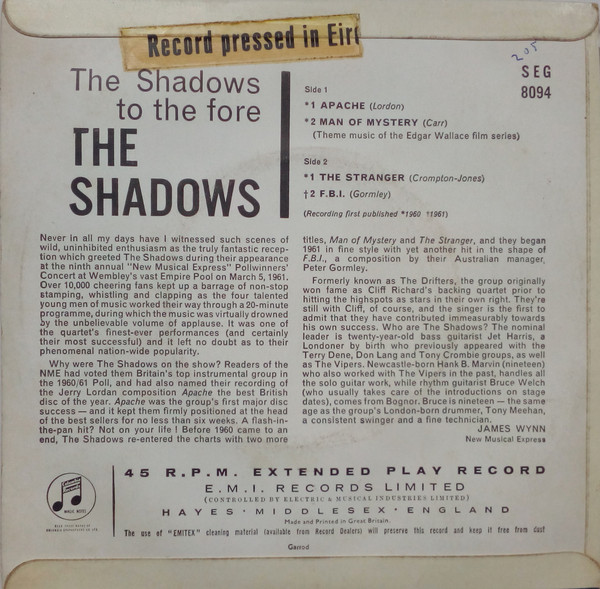 Record pressed in Eir
205
SEG
8094
The Shadows
to the fore
THE
SHADOWS
Side 1
*1 APACHE (Lordon)
*2 MAN OF MYSTERY (Carr)
(Theme music of the Edgar Wallace film series)
Side 2
*1 THE STRANGER (Crompton-Jones)
†2 F.B.I. (Gormley)
(Recording first published *1960 †1961)
Never in all my days have I witnessed such scenes of
wild, uninhibited enthusiasm as the truly fantastic recep-
tion which greeted The Shadows during their appearance
at the ninth annual "New Musical Express" Pollwinners'
Concert at Wembley's vast Empire Pool on March 5, 1961.
Over 10,000 cheering fans kept up a barrage of non-stop
stamping, whistling and clapping as the four talented
young men of music worked their way through a 20-minute
programme, during which the music was virtually drowned
by the unbelievable volume of applause. It was one of
the quartet's finest-ever performances (and certainly
their most successful) and it left no doubt as to their
phenomenal nation-wide popularity.
Why were The Shadows on the show? Readers of the
NME had voted them Britain's top instrumental group in
the 1960/61 Poll, and had also named their recording of
the Jerry Lordan composition Apache the best British
disc of the year. Apache was the group's first major disc
success — and it kept them firmly positioned at the head
of the best sellers for no less than six weeks. A flash-in-
the-pan hit? Not on your life! Before 1960 came to an
end, The Shadows re-entered the charts with two more
titles, Man of Mystery and The Stranger, and they began
1961 in fine style with yet another hit in the shape of
F.B.I., a composition by their Australian manager,
Peter Gormley.
Formerly known as The Drifters, the group originally
won fame as Cliff Richard's backing quartet prior to
hitting the highspots as stars in their own right. They're
still with Cliff, of course, and the singer is the first to
admit that they have contributed immeasurably towards
his own success. Who are The Shadows? The nominal
leader is twenty-year-old bass guitarist Jet Harris, a
Londoner by birth who previously appeared with the
Terry Dene, Don Lang and Tony Crombie groups, as well
as The Vipers. Newcastle-born Hank B. Marvin (nineteen)
who also worked with The Vipers in the past, handles all
the solo guitar work, while rhythm guitarist Bruce Welch
(who usually takes care of the introductions on stage
dates), comes from Bognor. Bruce is nineteen — the same
age as the group's London-born drummer, Tony Meehan,
a consistent swinger and a fine technician.
JAMES WYNN
New Musical Express
45 R.P.M. EXTENDED PLAY RECORD
E.M.I. RECORDS LIMITED
(CONTROLLED BY ELECTRIC & MUSICAL INDUSTRIES LIMITED)
HAYES · MIDDLESEX · ENGLAND
Made and Printed in Great Britain.
The use of "EMITEX" cleaning material (available from Record Dealers) will preserve this record and keep it free from dust
Columbia
MAGIC NOTES
Garrod